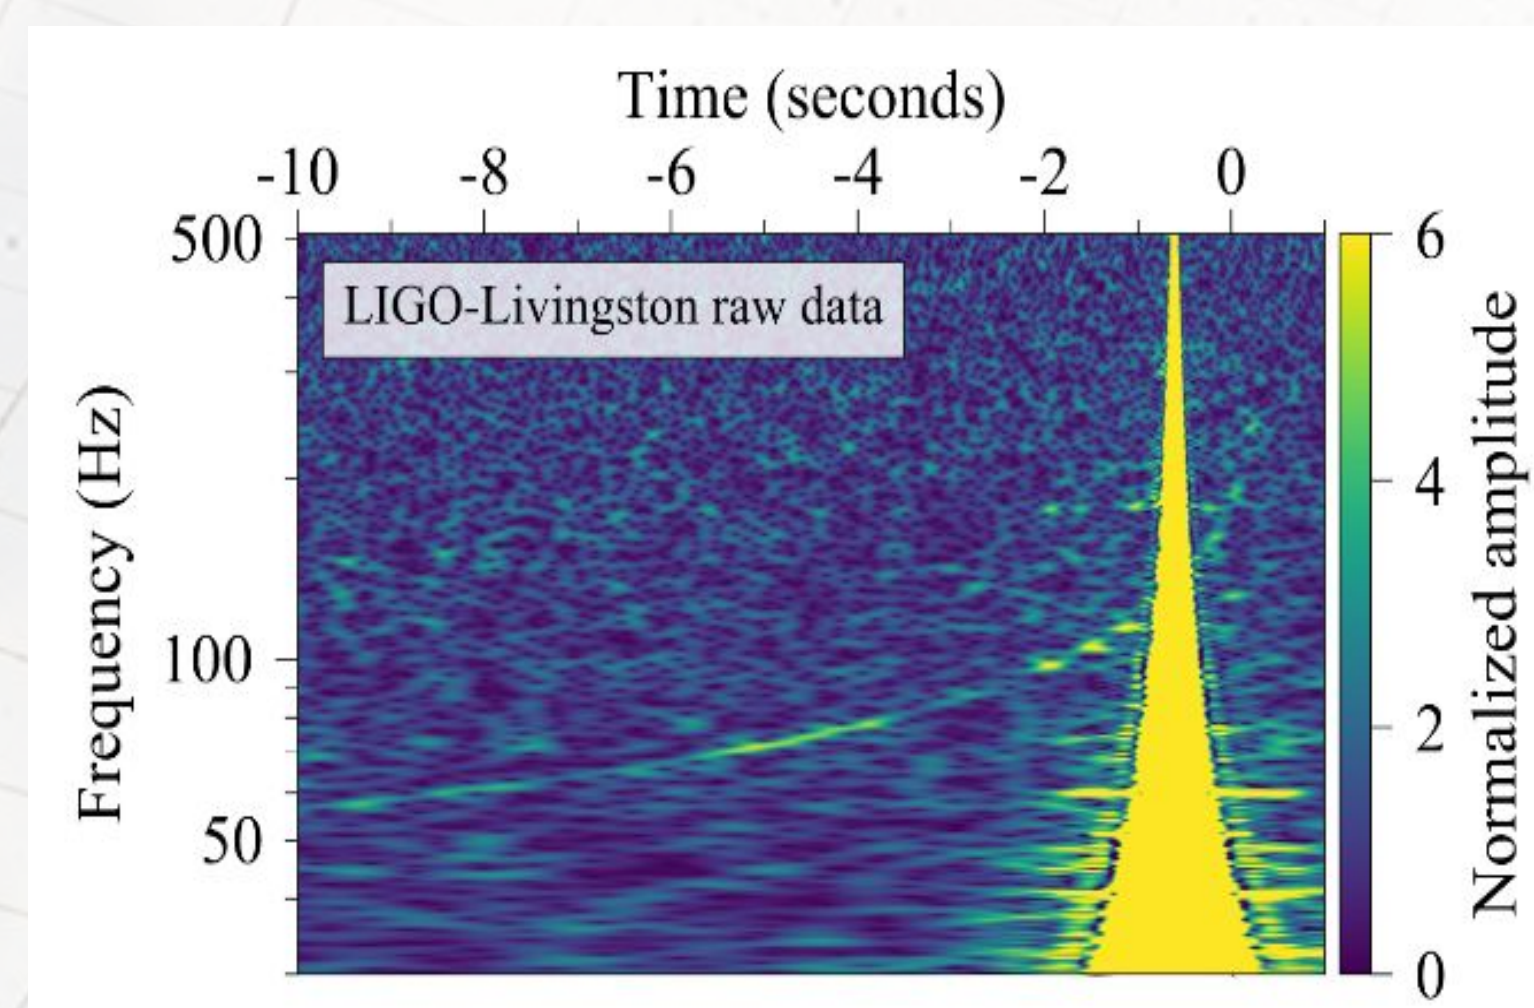 Time (seconds)
-10 -8 -6 -4 -2 0
500
100
50
Frequency (Hz)
LIGO-Livingston raw data
6
4
2
0
Normalized amplitude